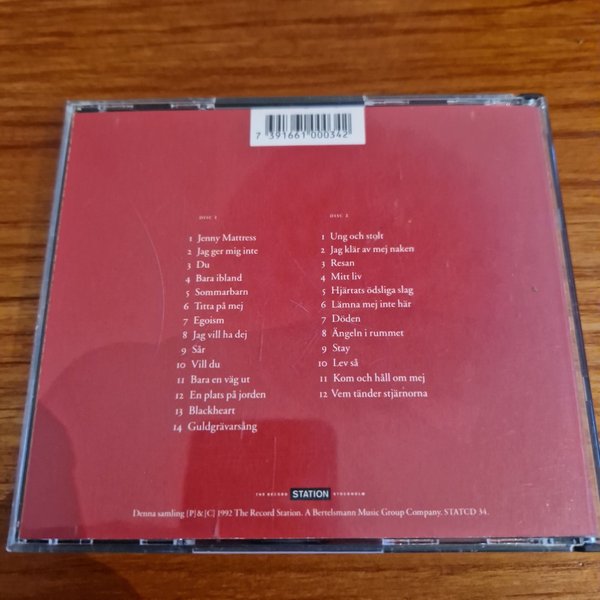 7 391661 000342
DISC 1
1 Jenny Mattress
2 Jag ger mig inte
3 Du
4 Bara ibland
5 Sommarbarn
6 Titta på mej
7 Egoism
8 Jag vill ha dej
9 Sår
10 Vill du
11 Bara en väg ut
12 En plats på jorden
13 Blackheart
14 Guldgrävarsång
DISC 2
1 Ung och stolt
2 Jag klär av mej naken
3 Resan
4 Mitt liv
5 Hjärtats ödsliga slag
6 Lämna mej inte här
7 Döden
8 Ängeln i rummet
9 Stay
10 Lev så
11 Kom och håll om mej
12 Vem tänder stjärnorna
THE RECORD STATION STOCKHOLM
Denna samling [P]&[C] 1992 The Record Station. A Bertelsmann Music Group Company. STATCD 34.